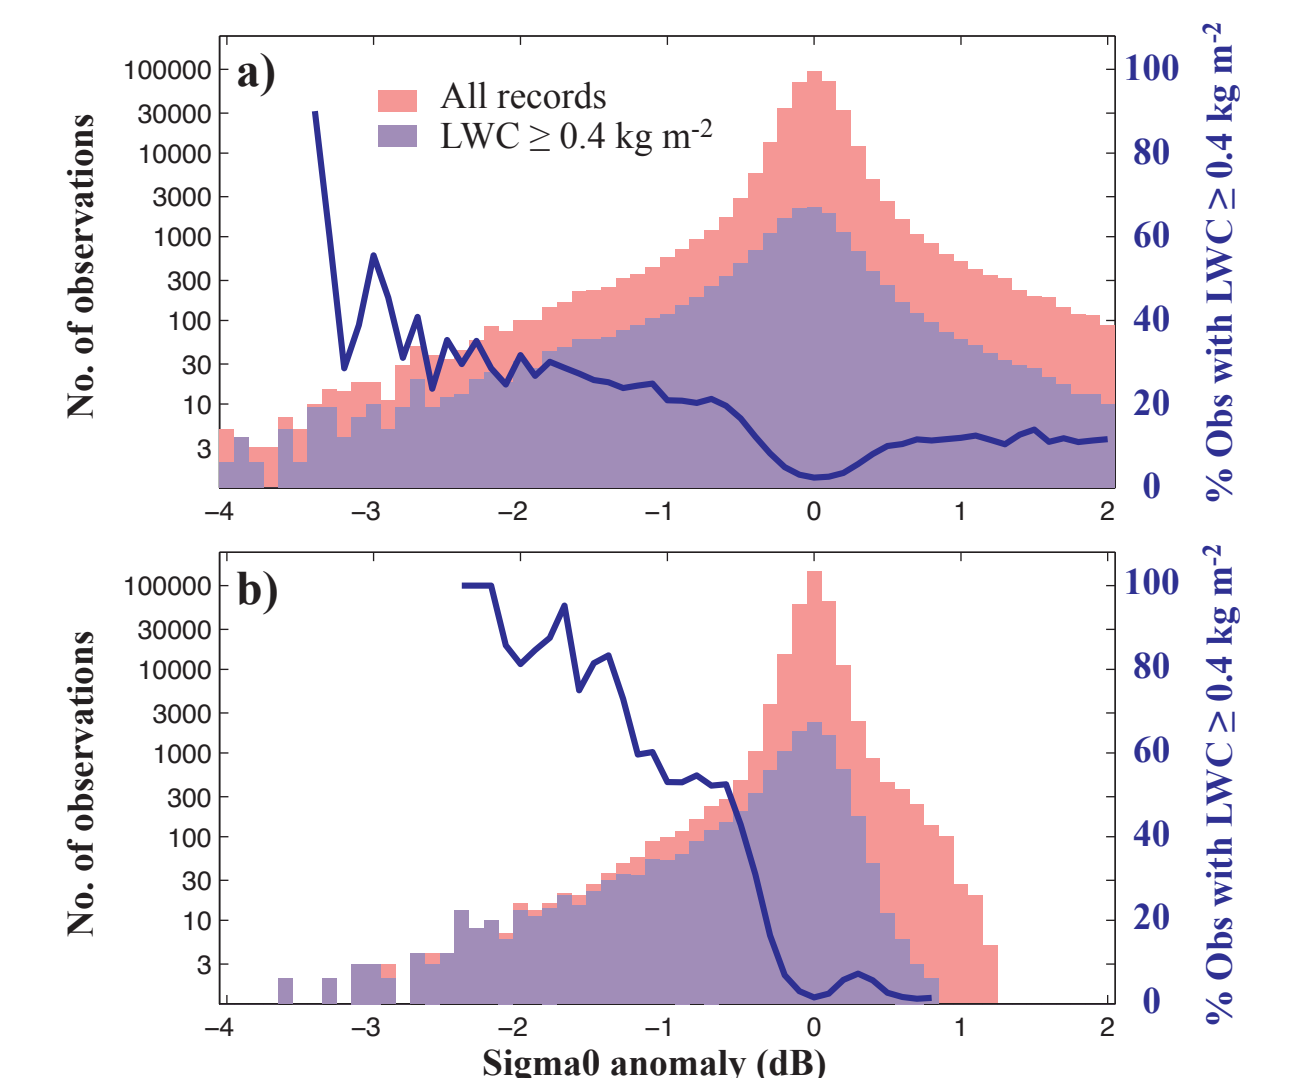 a)
All records
LWC ≥ 0.4 kg m-2
No. of observations
100000
30000
10000
3000
1000
300
100
30
10
3
100
80
60
40
20
0
% Obs with LWC ≥ 0.4 kg m-2
−4 −3 −2 −1 0 1 2
b)
No. of observations
100000
30000
10000
3000
1000
300
100
30
10
3
100
80
60
40
20
0
% Obs with LWC ≥ 0.4 kg m-2
−4 −3 −2 −1 0 1 2
Sigma0 anomaly (dB)